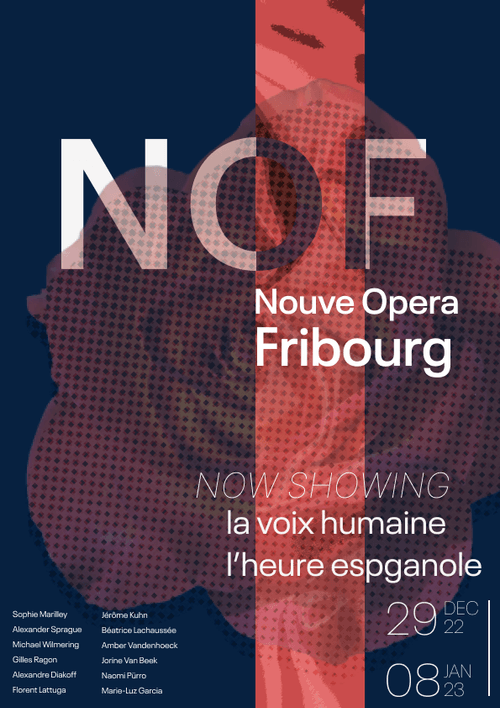 NOF
Nouve Opera
Fribourg
NOW SHOWING
la voix humaine
l'heure espganole
Sophie Marilley
Alexander Sprague
Michael Wilmering
Gilles Ragon
Alexandre Diakoff
Florent Lattuga
Jérôme Kuhn
Béatrice Lachaussée
Amber Vandenhoeck
Jorine Van Beek
Naomi Pürro
Marie-Luz Garcia
29 DEC 22
08 JAN 23